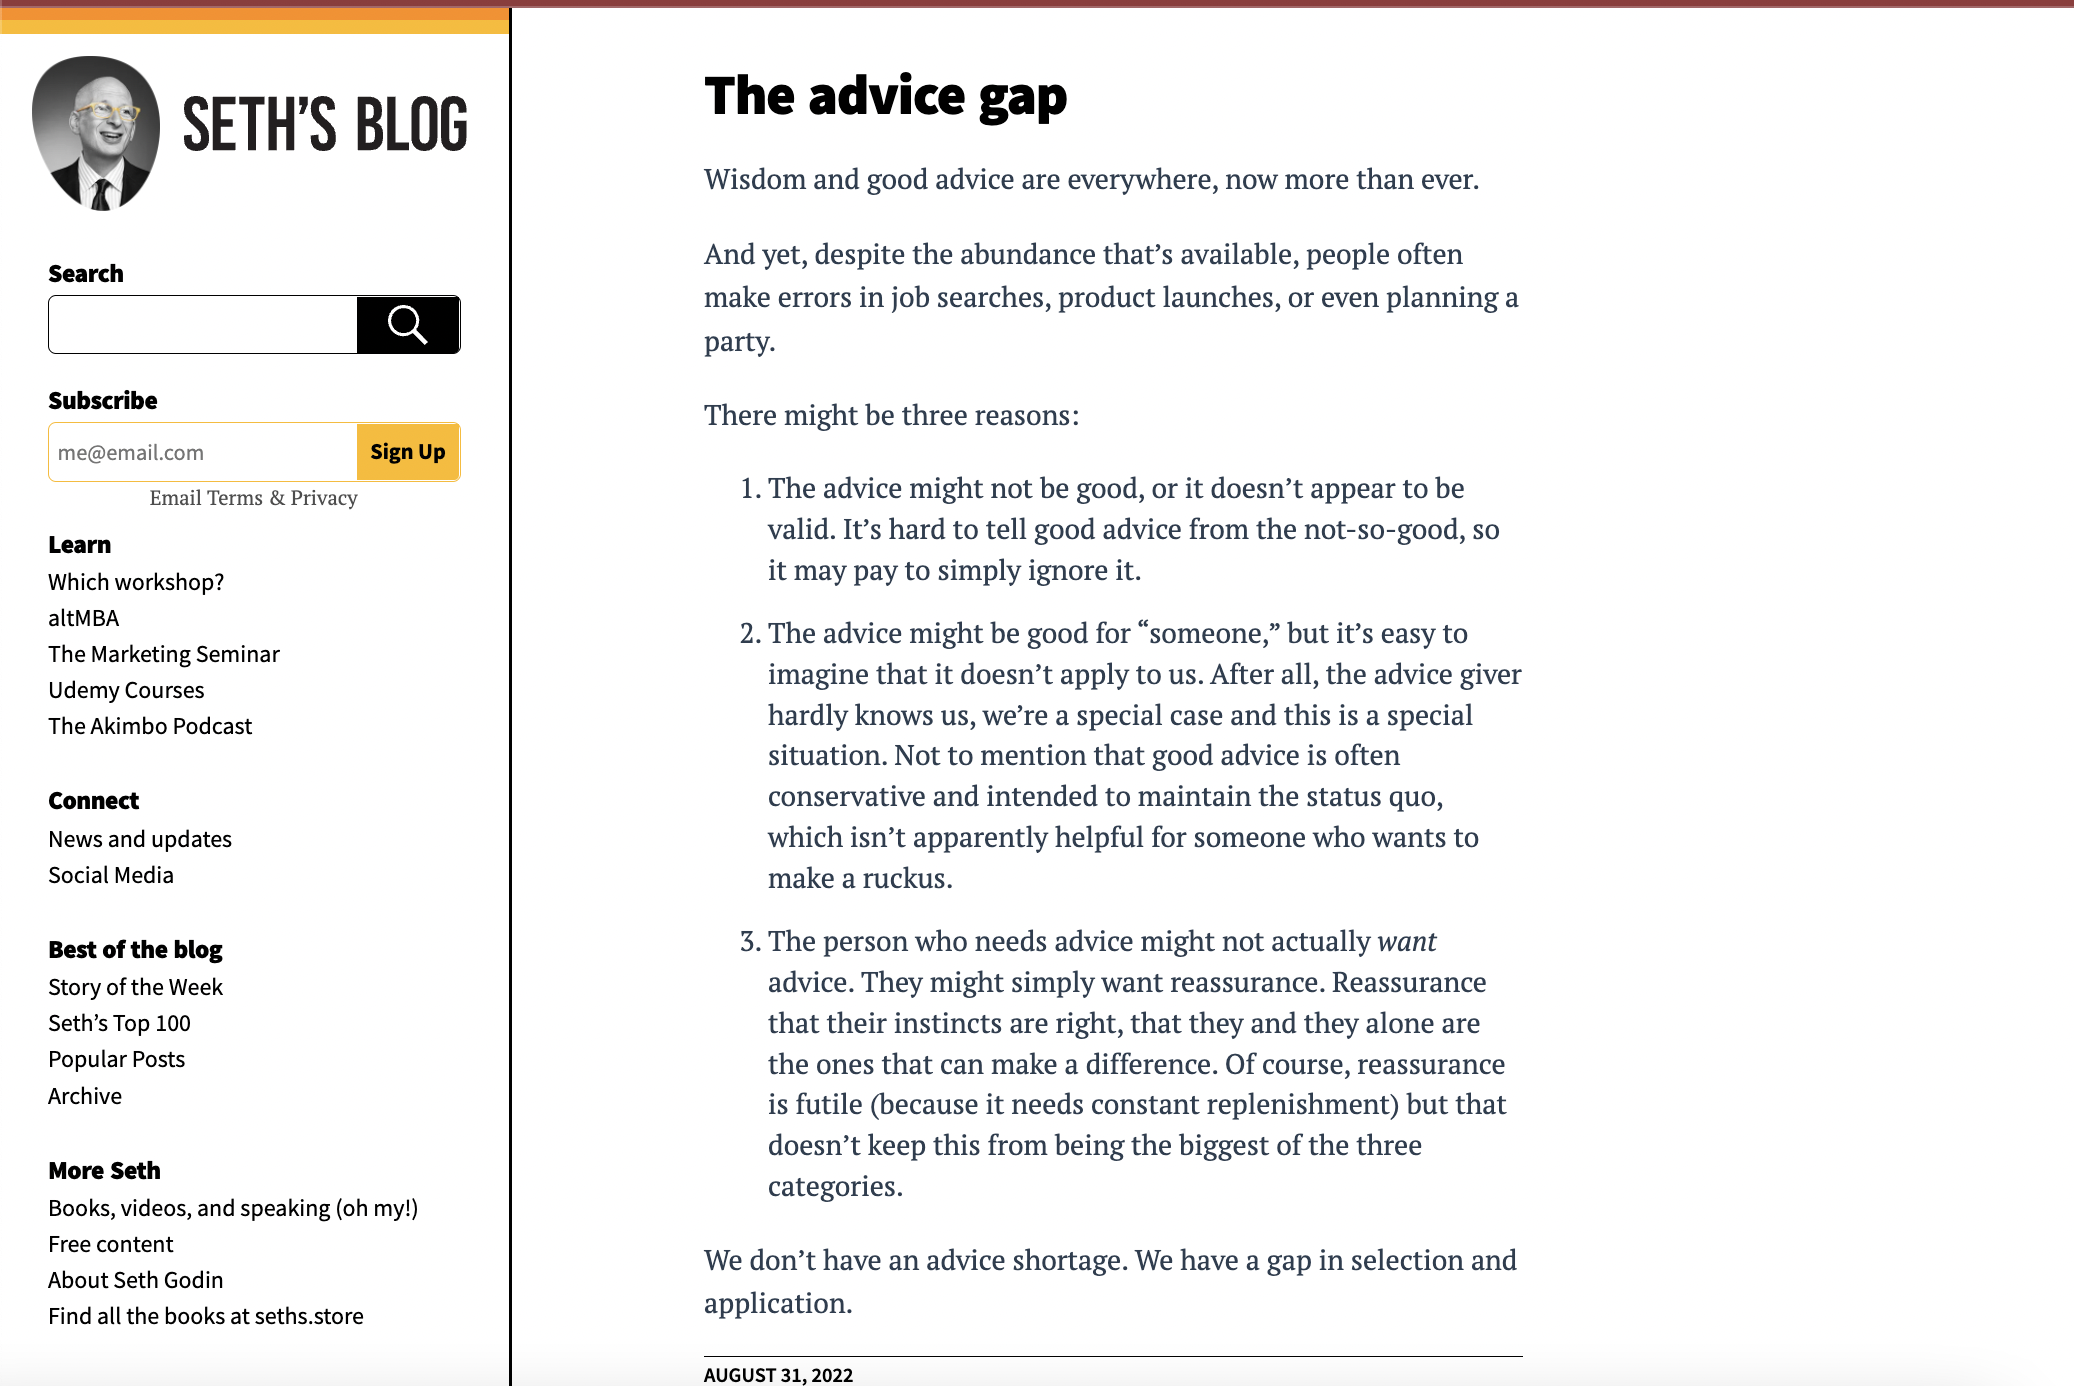 SETH’S BLOG
Search
Subscribe
me@email.com
Sign Up
Email Terms & Privacy
Learn
Which workshop?
altMBA
The Marketing Seminar
Udemy Courses
The Akimbo Podcast
Connect
News and updates
Social Media
Best of the blog
Story of the Week
Seth’s Top 100
Popular Posts
Archive
More Seth
Books, videos, and speaking (oh my!)
Free content
About Seth Godin
Find all the books at seths.store
The advice gap
Wisdom and good advice are everywhere, now more than ever.
And yet, despite the abundance that’s available, people often
make errors in job searches, product launches, or even planning a
party.
There might be three reasons:
1. The advice might not be good, or it doesn’t appear to be
valid. It’s hard to tell good advice from the not-so-good, so
it may pay to simply ignore it.
2. The advice might be good for “someone,” but it’s easy to
imagine that it doesn’t apply to us. After all, the advice giver
hardly knows us, we’re a special case and this is a special
situation. Not to mention that good advice is often
conservative and intended to maintain the status quo,
which isn’t apparently helpful for someone who wants to
make a ruckus.
3. The person who needs advice might not actually want
advice. They might simply want reassurance. Reassurance
that their instincts are right, that they and they alone are
the ones that can make a difference. Of course, reassurance
is futile (because it needs constant replenishment) but that
doesn’t keep this from being the biggest of the three
categories.
We don’t have an advice shortage. We have a gap in selection and
application.
AUGUST 31, 2022